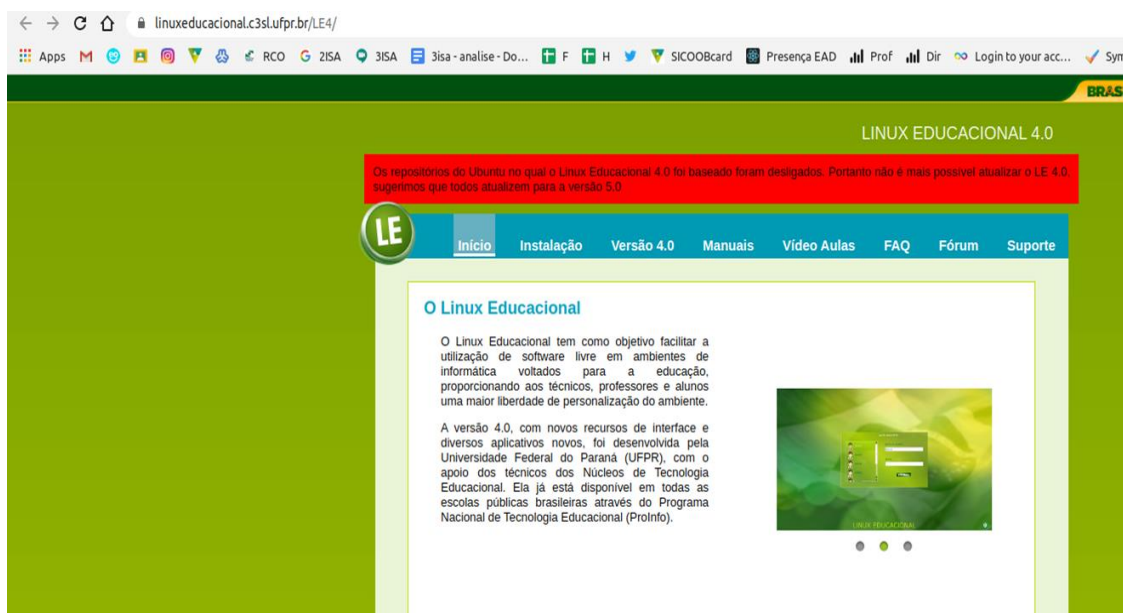 linuxeducacional.c3sl.ufpr.br/LE4/
Apps RCO 2ISA 3ISA 3isa - analise - Do... F H SICOOBcard Presença EAD Prof Dir Login to your acc... Sym
BRAS
LINUX EDUCACIONAL 4.0
Os repositórios do Ubuntu no qual o Linux Educacional 4.0 foi baseado foram desligados. Portanto não é mais possível atualizar o LE 4.0,
sugerimos que todos atualizem para a versão 5.0.
LE
Início Instalação Versão 4.0 Manuais Vídeo Aulas FAQ Fórum Suporte
O Linux Educacional
O Linux Educacional tem como objetivo facilitar a
utilização de software livre em ambientes de
informática voltados para a educação,
proporcionando aos técnicos, professores e alunos
uma maior liberdade de personalização do ambiente.
A versão 4.0, com novos recursos de interface e
diversos aplicativos novos, foi desenvolvida pela
Universidade Federal do Paraná (UFPR), com o
apoio dos técnicos dos Núcleos de Tecnologia
Educacional. Ela já está disponível em todas as
escolas públicas brasileiras através do Programa
Nacional de Tecnologia Educacional (ProInfo).
LINUX EDUCACIONAL